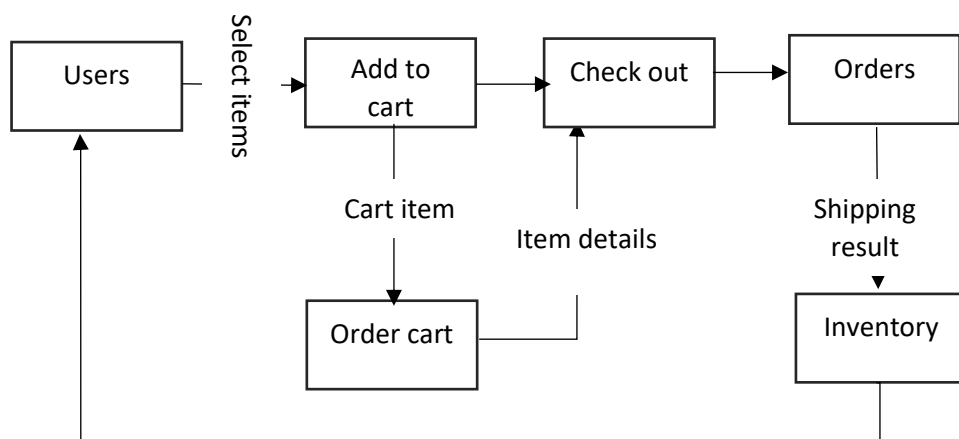 Users
Select items
Add to
cart
Check out
Orders
Cart item
Item details
Shipping
result
Order cart
Inventory